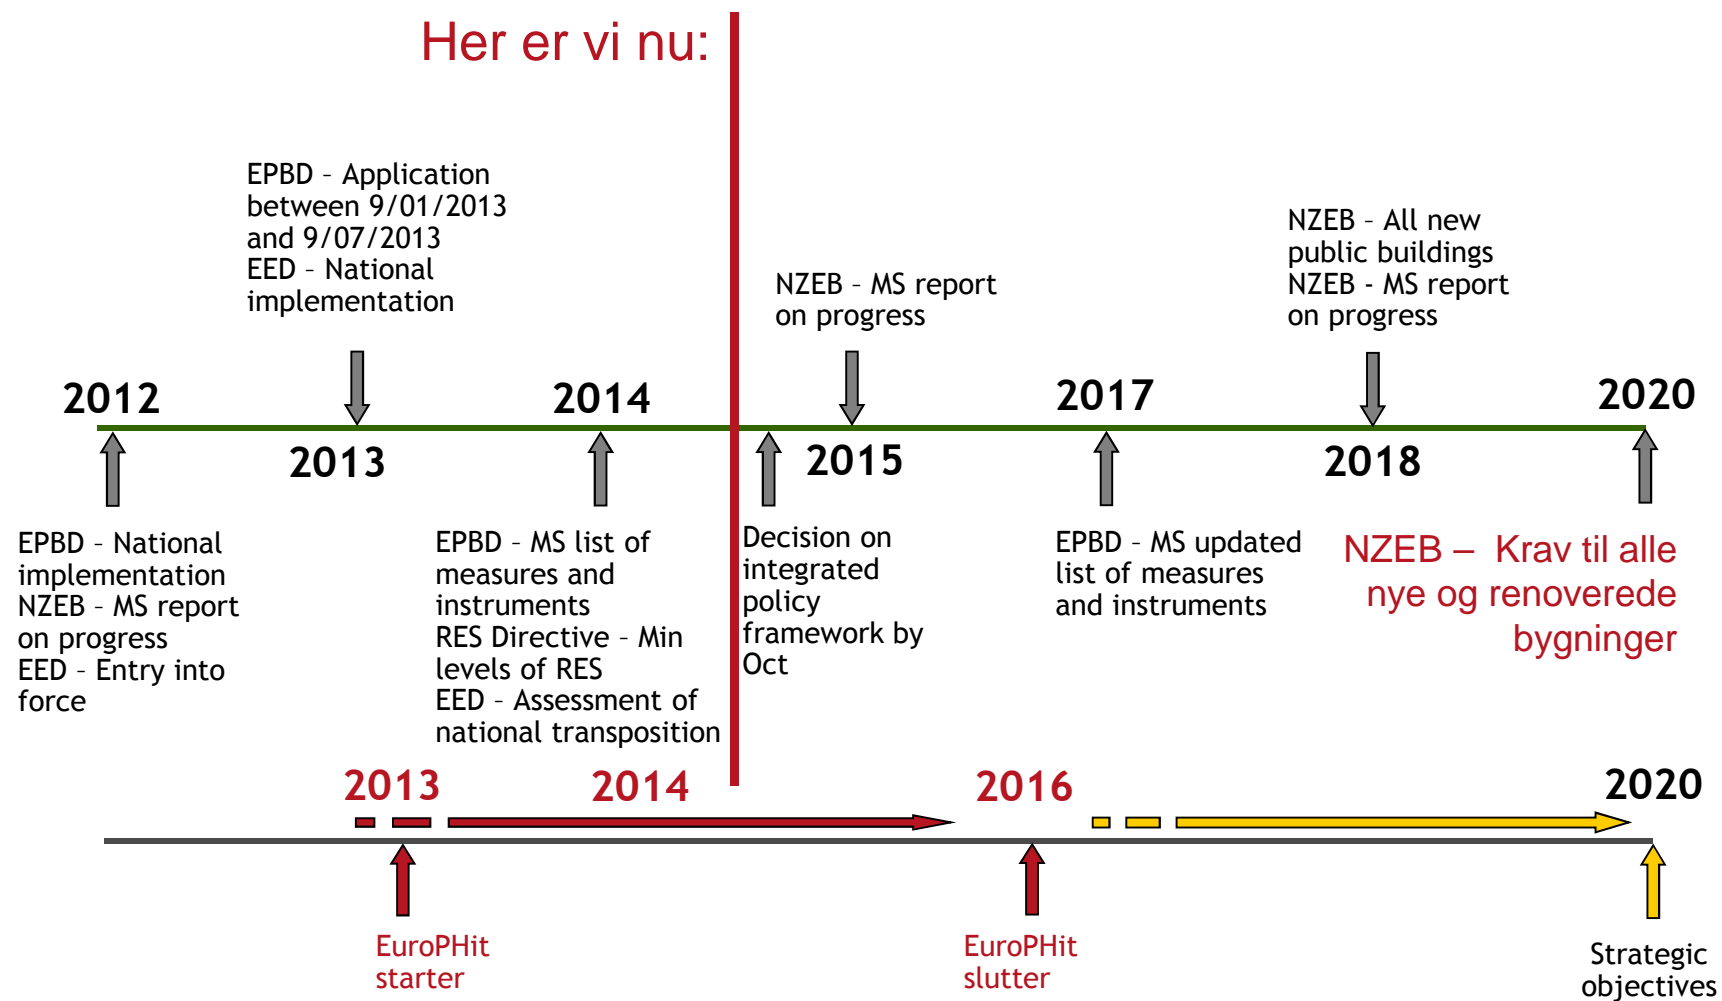 Her er vi nu:
EPBD – Application
between 9/01/2013
and 9/07/2013
EED – National
implementation
NZEB – MS report
on progress
NZEB – All new
public buildings
NZEB - MS report
on progress
2012
2014
2017
2020
2013
2015
2018
EPBD – National
implementation
NZEB – MS report
on progress
EED – Entry into
force
EPBD – MS list of
measures and
instruments
RES Directive – Min
levels of RES
EED – Assessment of
national transposition
Decision on
integrated
policy
framework by
Oct
EPBD – MS updated
list of measures
and instruments
NZEB – Krav til alle
nye og renoverede
bygninger
2013
2014
2016
2020
EuroPHit
starter
EuroPHit
slutter
Strategic
objectives